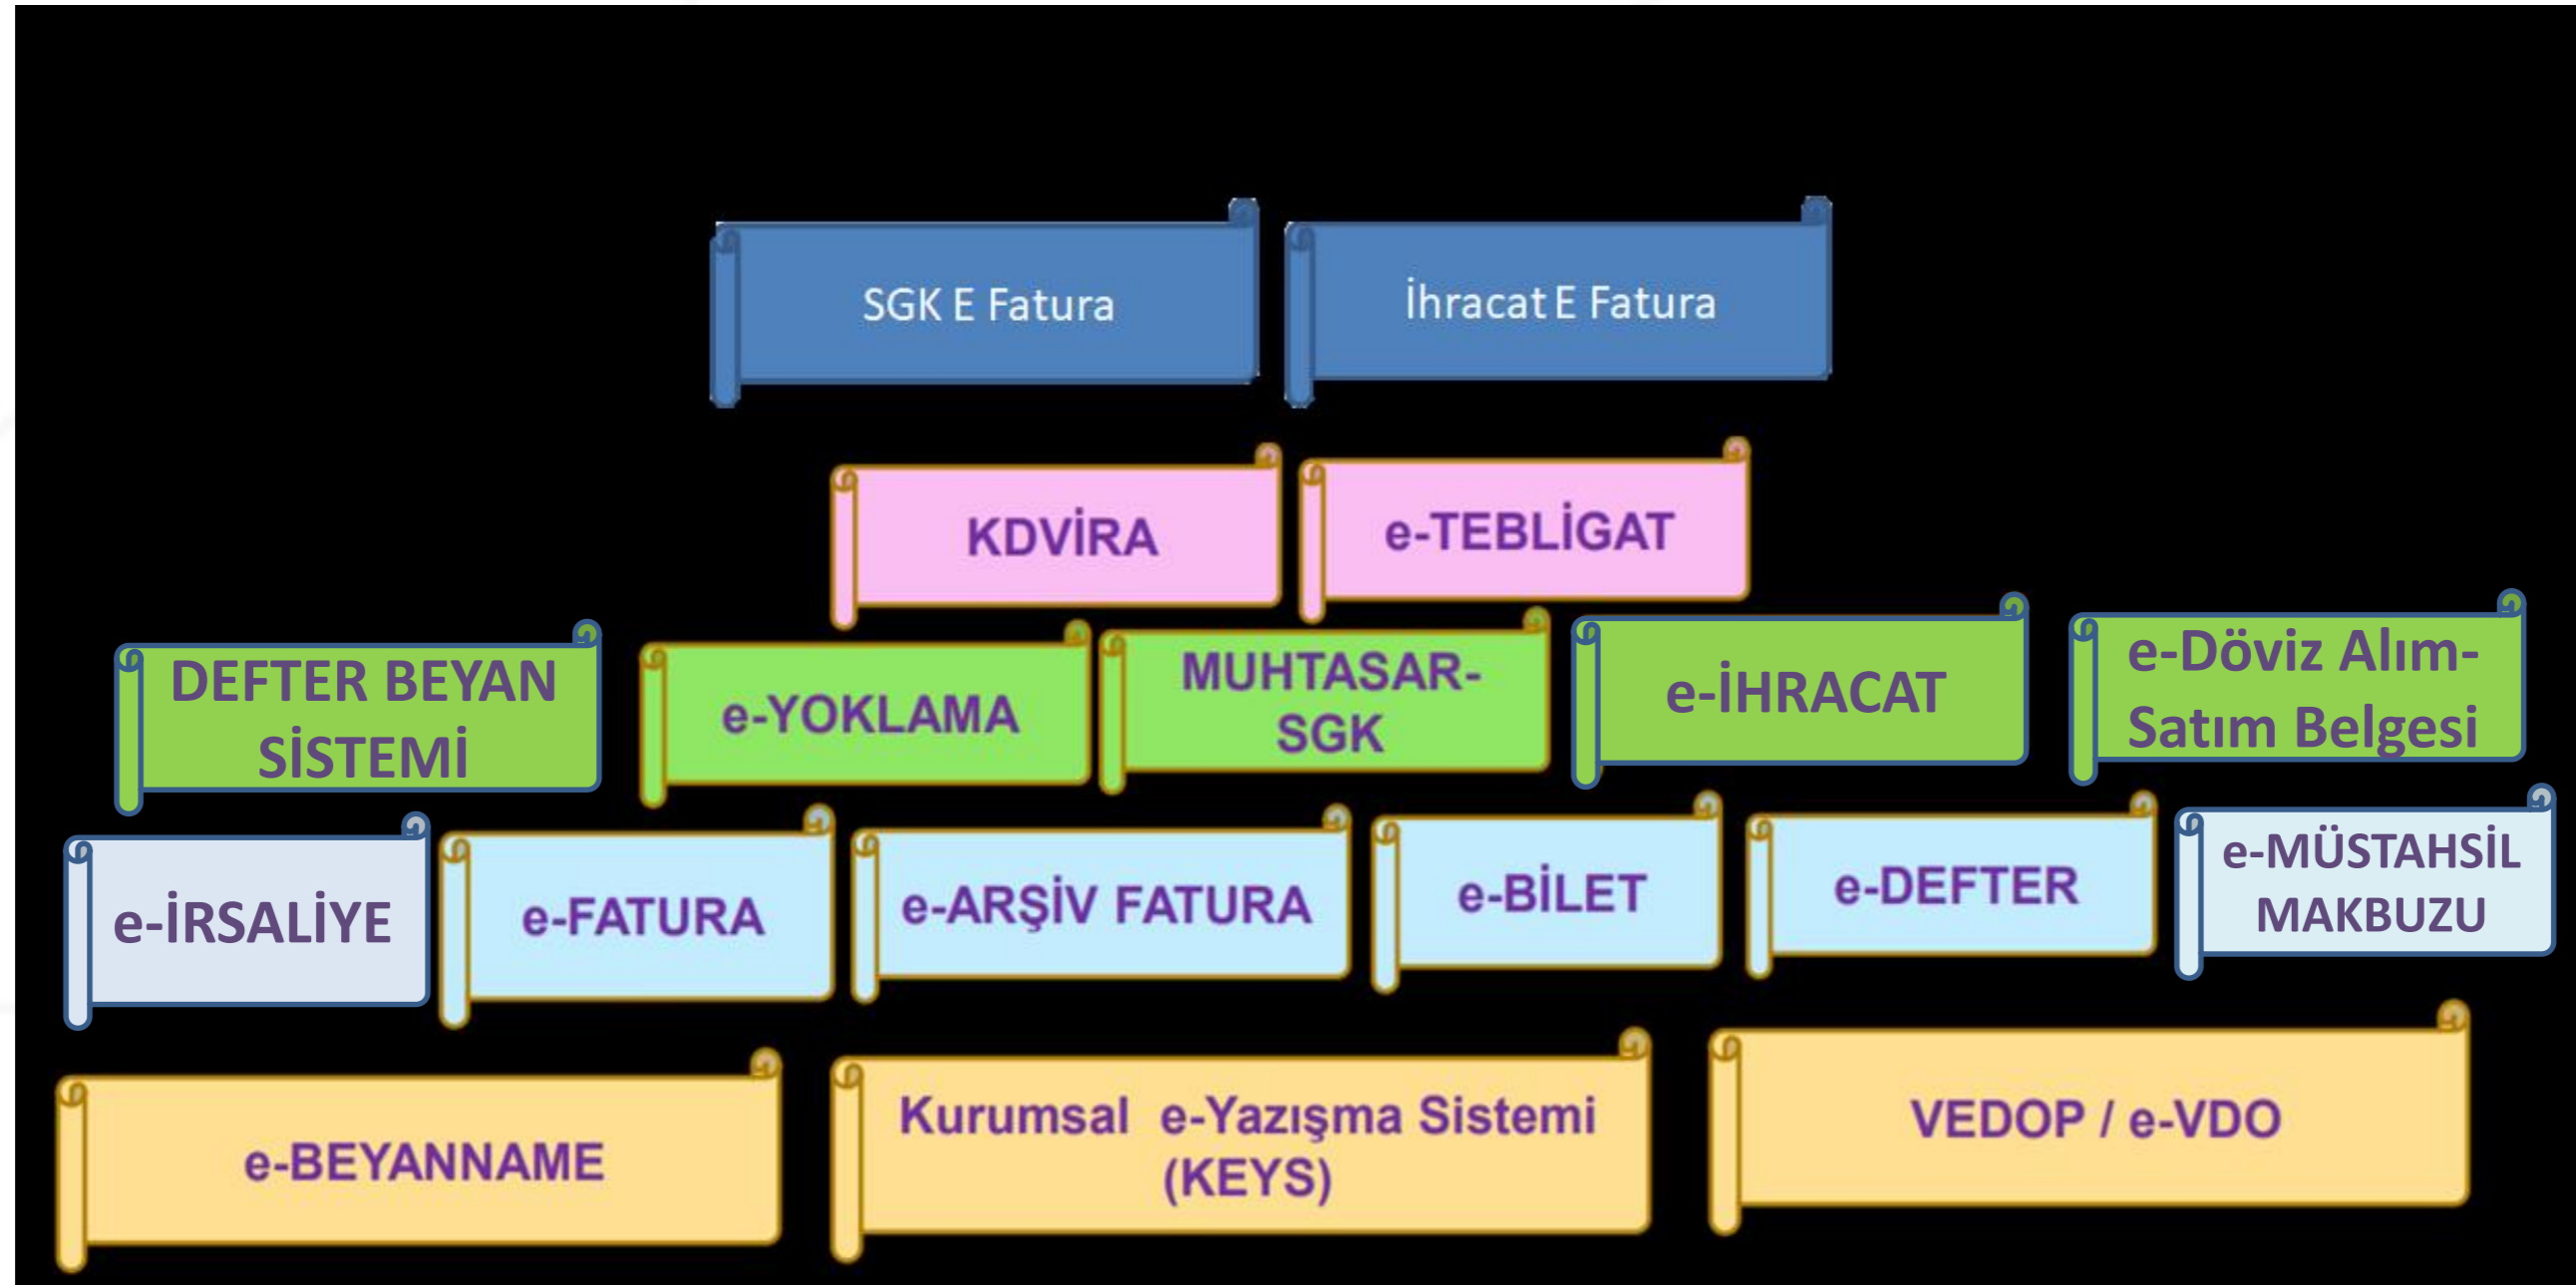 SGK E Fatura
İhracat E Fatura
KDVİRA
e-TEBLİGAT
DEFTER BEYAN
SİSTEMİ
e-YOKLAMA
MUHTASAR-
SGK
e-İHRACAT
e-Döviz Alım-
Satım Belgesi
e-İRSALİYE
e-FATURA
e-ARŞİV FATURA
e-BİLET
e-DEFTER
e-MÜSTAHSİL
MAKBUZU
e-BEYANNAME
Kurumsal e-Yazışma Sistemi
(KEYS)
VEDOP / e-VDO